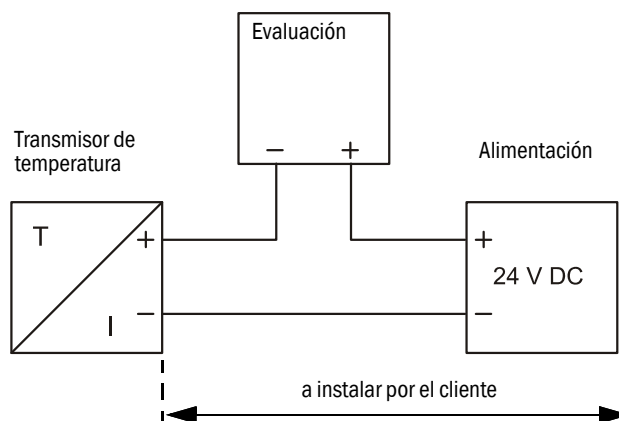 Evaluación
− +
Transmisor de
temperatura
Alimentación
T
+
I
−
+
24 V DC
−
a instalar por el cliente